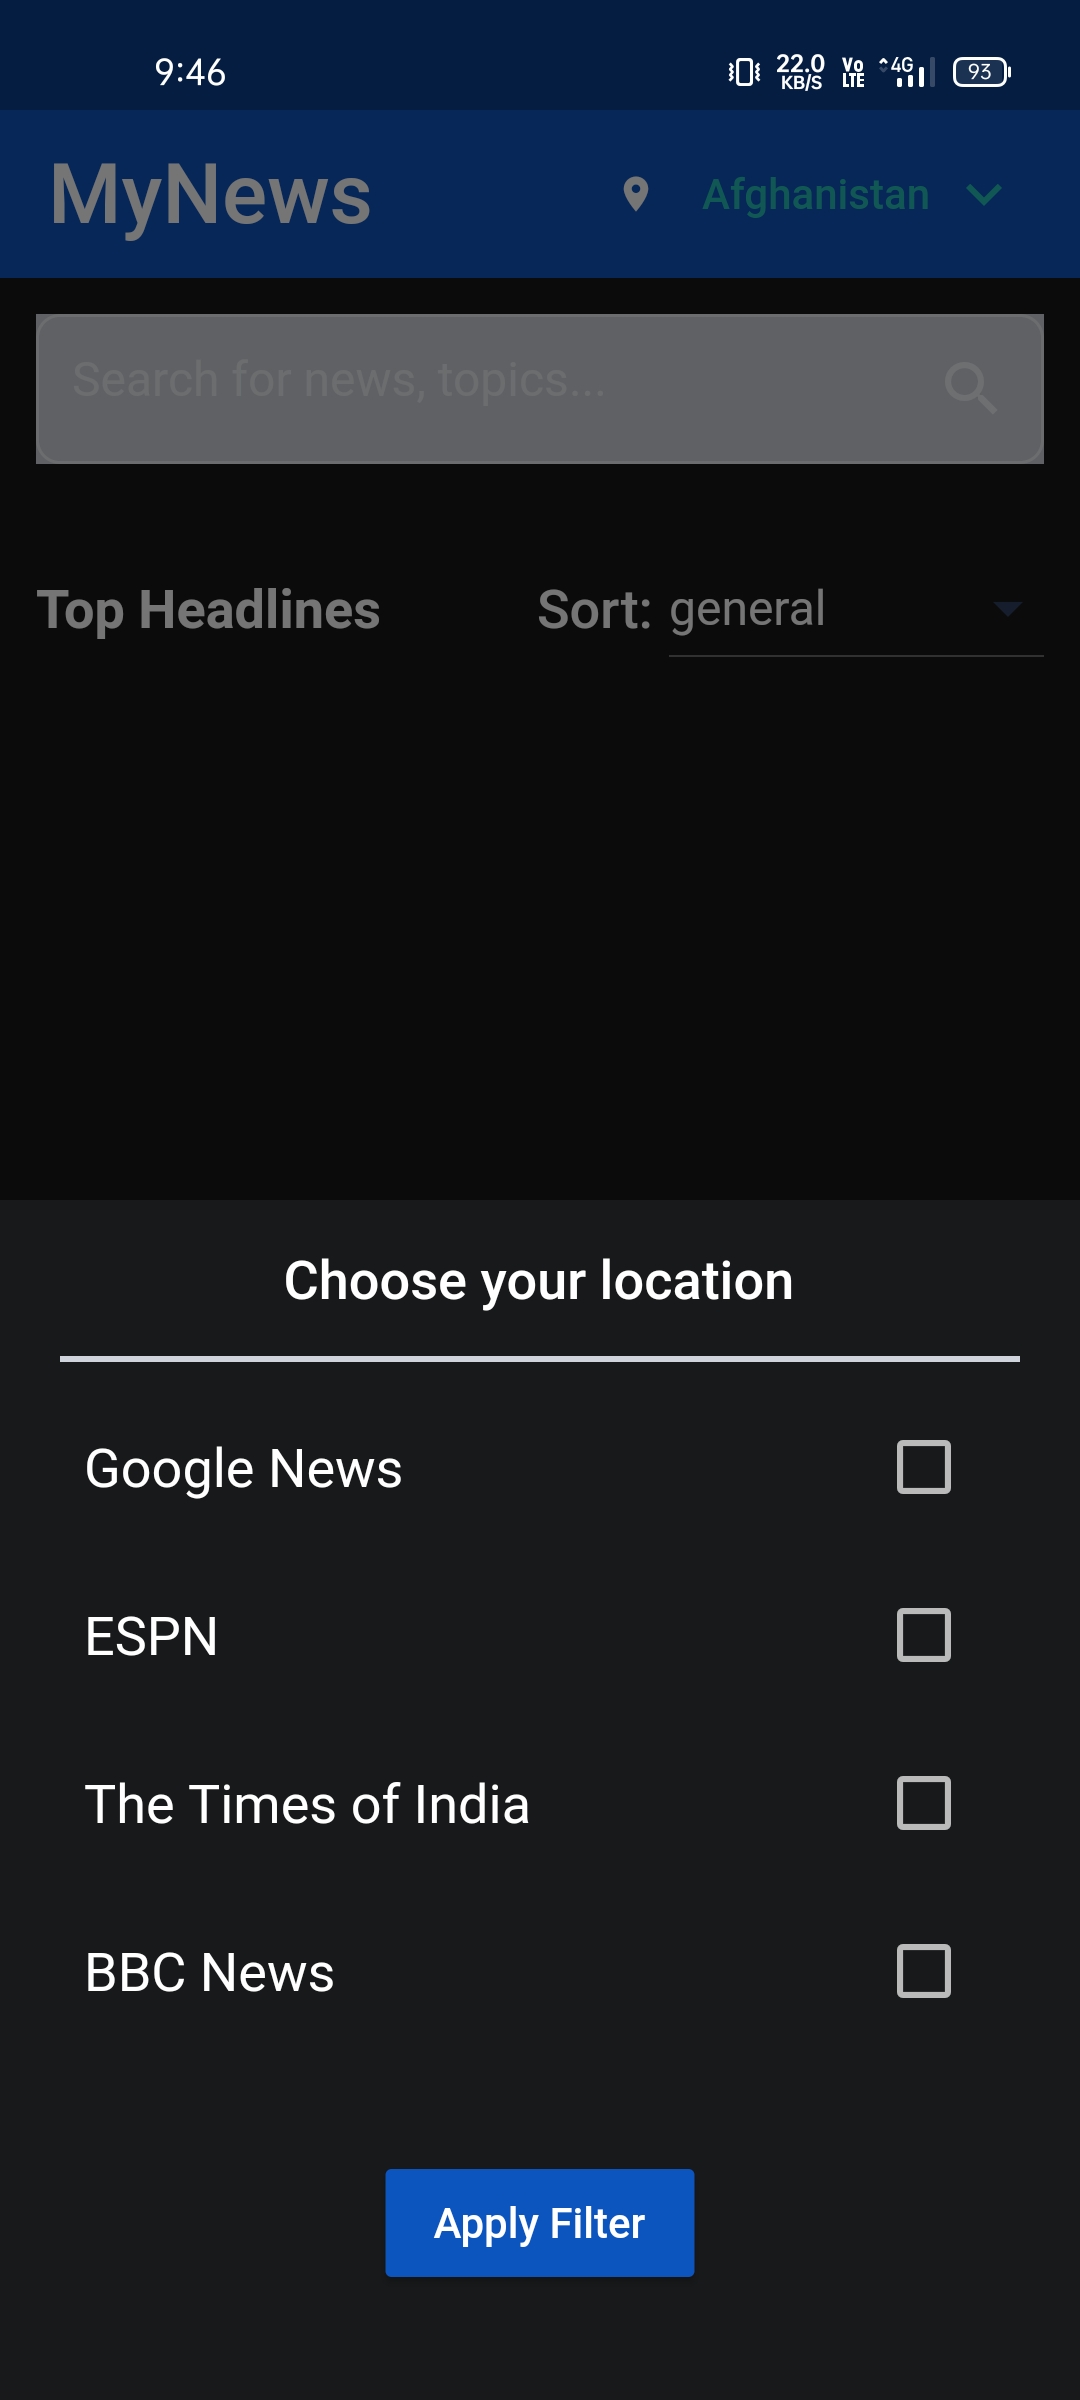 9:46 22.0 KB/S Vo LTE 4G 93
MyNews Afghanistan
Search for news, topics...
Top Headlines Sort: general
Choose your location
Google News
ESPN
The Times of India
BBC News
Apply Filter